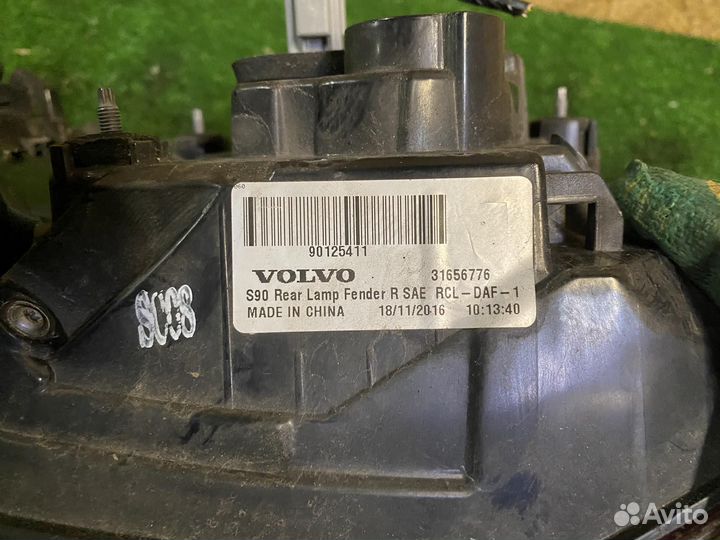 060
90125411
VOLVO 31656776
S90 Rear Lamp Fender R SAE RCL-DAF-1
MADE IN CHINA 18/11/2016 10:13:40
Avito